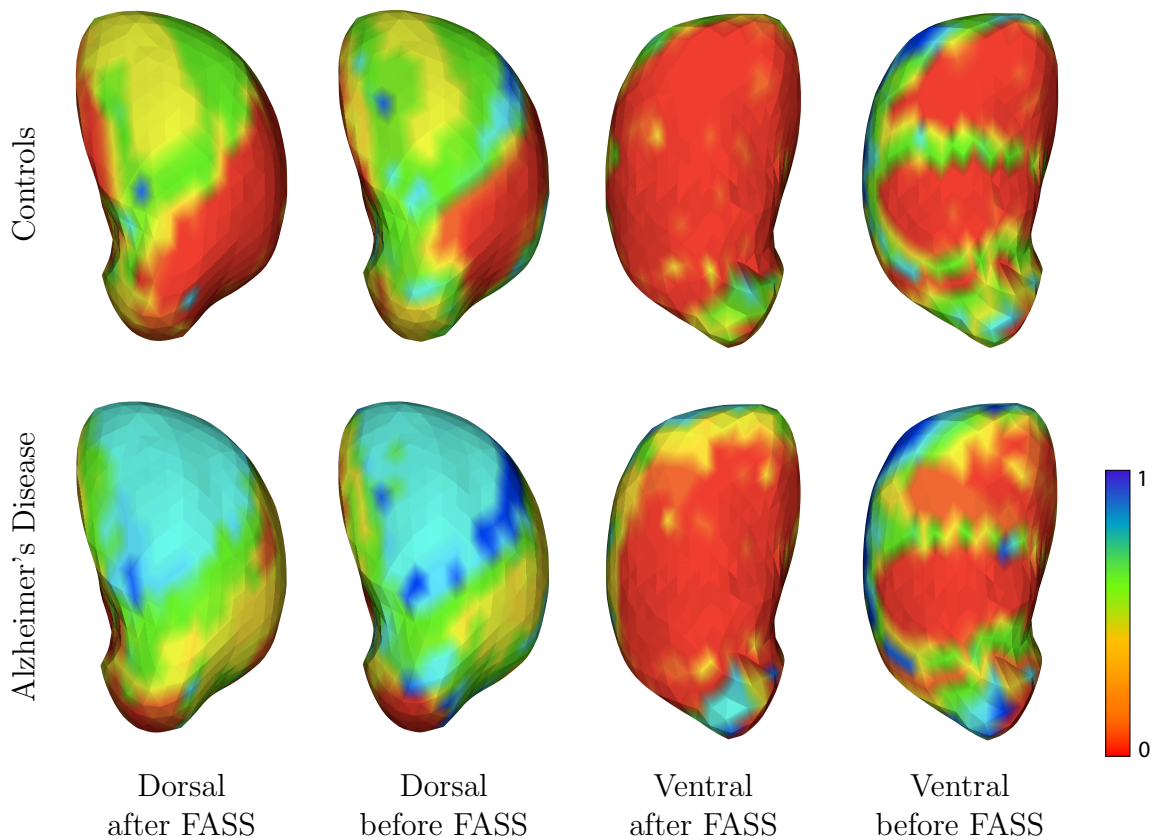 Controls
Alzheimer's Disease
1
0
Dorsal
after FASS
Dorsal
before FASS
Ventral
after FASS
Ventral
before FASS